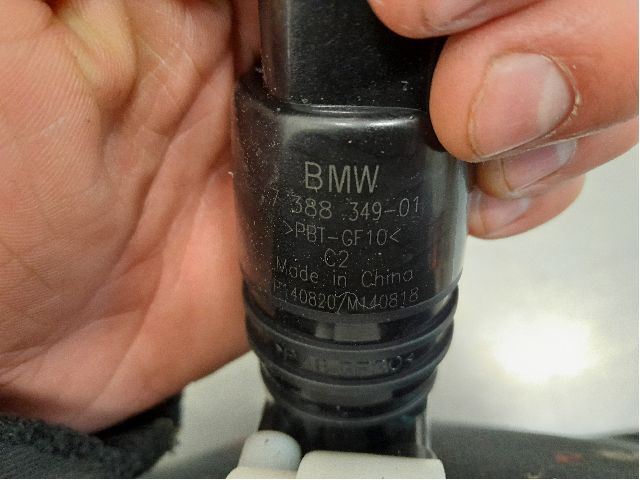 BMW
7 388 349-01
>PBT-GF10<
C2
Made in China
P140820/M140818